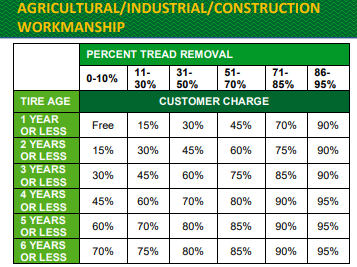 AGRICULTURAL/INDUSTRIAL/CONSTRUCTION
WORKMANSHIP
PERCENT TREAD REMOVAL
0-10% 11-30% 31-50% 51-70% 71-85% 86-95%
TIRE AGE CUSTOMER CHARGE
1 YEAR OR LESS Free 15% 30% 45% 70% 90%
2 YEARS OR LESS 15% 30% 45% 60% 75% 90%
3 YEARS OR LESS 30% 45% 60% 75% 85% 90%
4 YEARS OR LESS 45% 60% 70% 80% 90% 95%
5 YEARS OR LESS 60% 70% 80% 85% 90% 95%
6 YEARS OR LESS 70% 75% 80% 85% 90% 95%